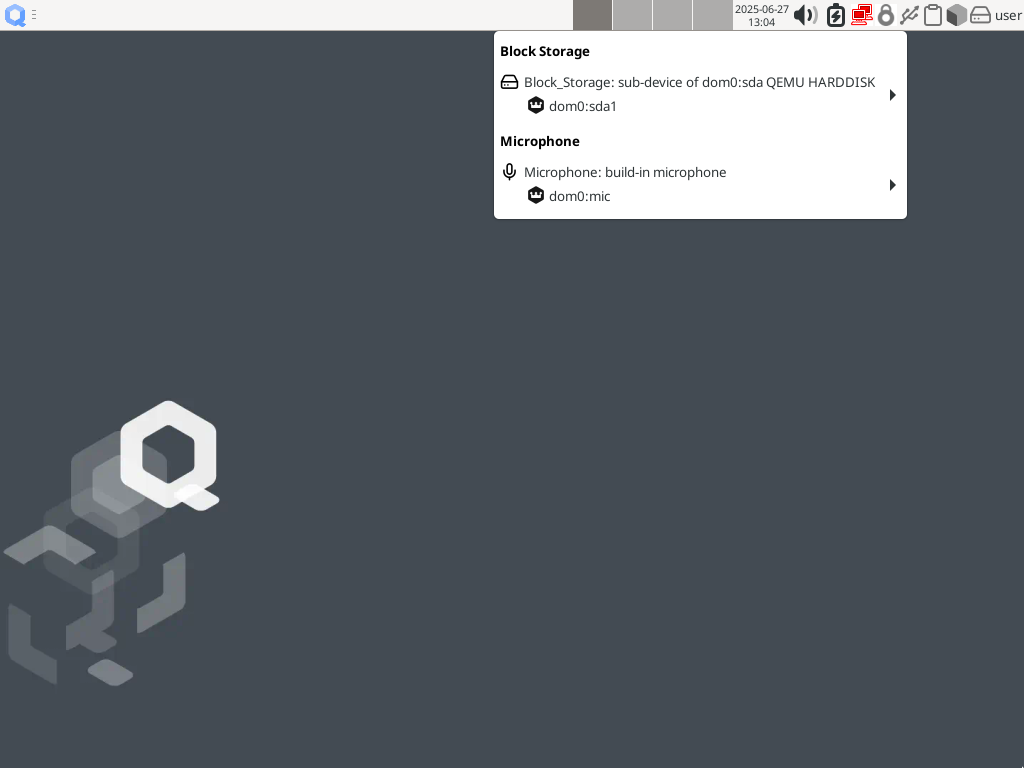 2025-06-27
13:04
user
Block Storage
Block_Storage: sub-device of dom0:sda QEMU HARDDISK
dom0:sda1
Microphone
Microphone: build-in microphone
dom0:mic